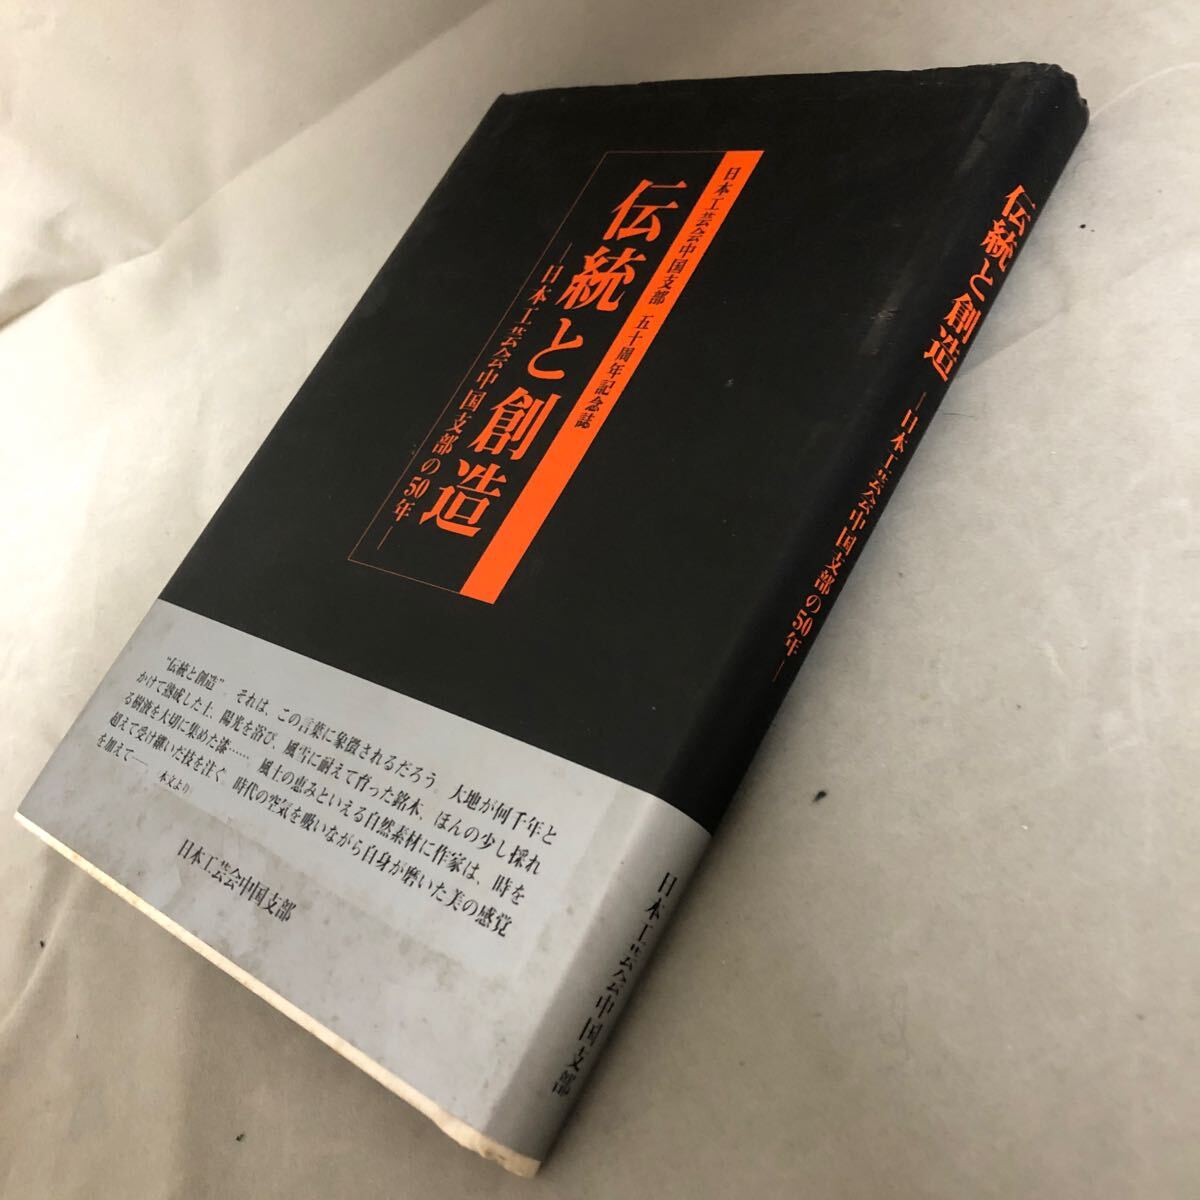 日本工芸会中国支部 五十周年記念誌
伝統と創造
―日本工芸会中国支部の50年―
"伝統と創造"。それは、この言葉に象徴されるだろう。大地が何千年と
かけて熟成した土、陽光を浴び、風雪に耐えて育った銘木、ほんの少し採れ
る樹液を大切に集めた漆……。風土の恵みといえる自然素材に作家は、時を
超えて受け継いだ技を注ぐ。時代の空気を吸いながら自身が磨いた美の感覚
を加えて―― 本文より
日本工芸会中国支部
伝統と創造 ―日本工芸会中国支部の50年―
日本工芸会中国支部